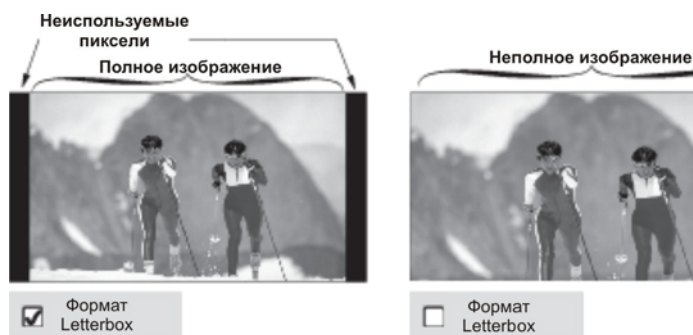 Неиспользуемые
пиксели
Полное изображение
Неполное изображение
Формат
Letterbox
Формат
Letterbox